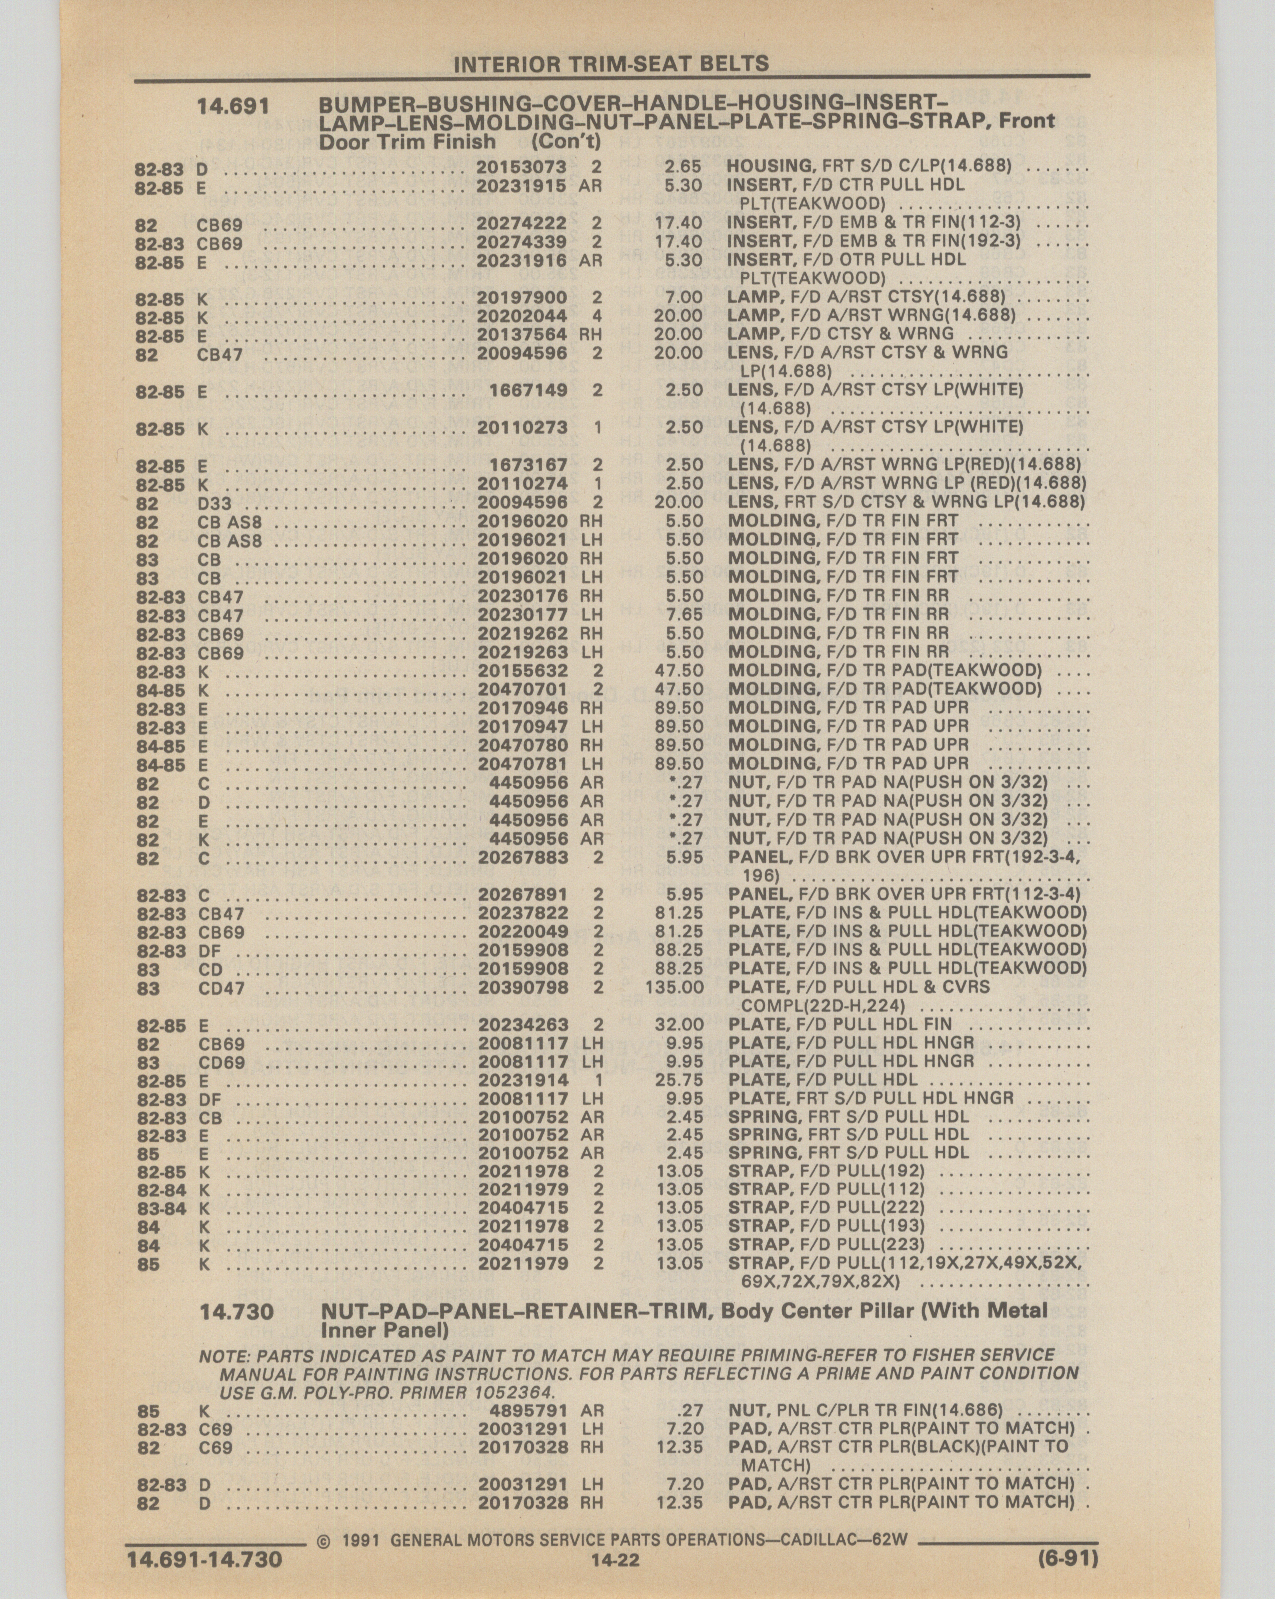 INTERIOR TRIM-SEAT BELTS
14.691 BUMPER–BUSHING–COVER–HANDLE–HOUSING–INSERT–
LAMP–LENS–MOLDING–NUT–PANEL–PLATE–SPRING–STRAP, Front
Door Trim Finish (Con't)
82-83 D ........................ 20153073 2 2.65 HOUSING, FRT S/D C/LP(14.688) .......
82-85 E ........................ 20231915 AR 5.30 INSERT, F/D CTR PULL HDL
PLT(TEAKWOOD) ....................
82 CB69 ..................... 20274222 2 17.40 INSERT, F/D EMB & TR FIN(112-3) ......
82-83 CB69 ..................... 20274339 2 17.40 INSERT, F/D EMB & TR FIN(192-3) ......
82-85 E ........................ 20231916 AR 5.30 INSERT, F/D OTR PULL HDL
PLT(TEAKWOOD) ....................
82-85 K ........................ 20197900 2 7.00 LAMP, F/D A/RST CTSY(14.688) ........
82-85 K ........................ 20202044 4 20.00 LAMP, F/D A/RST WRNG(14.688) .......
82-85 E ........................ 20137564 RH 20.00 LAMP, F/D CTSY & WRNG .............
82 CB47 ..................... 20094596 2 20.00 LENS, F/D A/RST CTSY & WRNG
LP(14.688) .........................
82-85 E ........................ 1667149 2 2.50 LENS, F/D A/RST CTSY LP(WHITE)
(14.688) ...........................
82-85 K ........................ 20110273 1 2.50 LENS, F/D A/RST CTSY LP(WHITE)
(14.688) ...........................
82-85 E ........................ 1673167 2 2.50 LENS, F/D A/RST WRNG LP(RED)(14.688)
82-85 K ........................ 20110274 1 2.50 LENS, F/D A/RST WRNG LP (RED)(14.688)
82 D33 ...................... 20094596 2 20.00 LENS, FRT S/D CTSY & WRNG LP(14.688)
82 CB AS8 .................... 20196020 RH 5.50 MOLDING, F/D TR FIN FRT ............
82 CB AS8 .................... 20196021 LH 5.50 MOLDING, F/D TR FIN FRT ............
83 CB ....................... 20196020 RH 5.50 MOLDING, F/D TR FIN FRT ............
83 CB ....................... 20196021 LH 5.50 MOLDING, F/D TR FIN FRT ............
82-83 CB47 ..................... 20230176 RH 5.50 MOLDING, F/D TR FIN RR .............
82-83 CB47 ..................... 20230177 LH 7.65 MOLDING, F/D TR FIN RR .............
82-83 CB69 ..................... 20219262 RH 5.50 MOLDING, F/D TR FIN RR .............
82-83 CB69 ..................... 20219263 LH 5.50 MOLDING, F/D TR FIN RR .............
82-83 K ........................ 20155632 2 47.50 MOLDING, F/D TR PAD(TEAKWOOD) ....
84-85 K ........................ 20470701 2 47.50 MOLDING, F/D TR PAD(TEAKWOOD) ....
82-83 E ........................ 20170946 RH 89.50 MOLDING, F/D TR PAD UPR ...........
82-83 E ........................ 20170947 LH 89.50 MOLDING, F/D TR PAD UPR ...........
84-85 E ........................ 20470780 RH 89.50 MOLDING, F/D TR PAD UPR ...........
84-85 E ........................ 20470781 LH 89.50 MOLDING, F/D TR PAD UPR ...........
82 C ........................ 4450956 AR *.27 NUT, F/D TR PAD NA(PUSH ON 3/32) ...
82 D ........................ 4450956 AR *.27 NUT, F/D TR PAD NA(PUSH ON 3/32) ...
82 E ........................ 4450956 AR *.27 NUT, F/D TR PAD NA(PUSH ON 3/32) ...
82 K ........................ 4450956 AR *.27 NUT, F/D TR PAD NA(PUSH ON 3/32) ...
82 C ........................ 20267883 2 5.95 PANEL, F/D BRK OVER UPR FRT(192-3-4,
196) ...............................
82-83 C ........................ 20267891 2 5.95 PANEL, F/D BRK OVER UPR FRT(112-3-4)
82-83 CB47 ..................... 20237822 2 81.25 PLATE, F/D INS & PULL HDL(TEAKWOOD)
82-83 CB69 ..................... 20220049 2 81.25 PLATE, F/D INS & PULL HDL(TEAKWOOD)
82-83 DF ....................... 20159908 2 88.25 PLATE, F/D INS & PULL HDL(TEAKWOOD)
83 CD ....................... 20159908 2 88.25 PLATE, F/D INS & PULL HDL(TEAKWOOD)
83 CD47 ..................... 20390798 2 135.00 PLATE, F/D PULL HDL & CVRS
COMPL(22D-H,224) ..................
82-85 E ........................ 20234263 2 32.00 PLATE, F/D PULL HDL FIN .............
82 CB69 ..................... 20081117 LH 9.95 PLATE, F/D PULL HDL HNGR ...........
83 CD69 ..................... 20081117 LH 9.95 PLATE, F/D PULL HDL HNGR ...........
82-85 E ........................ 20231914 1 25.75 PLATE, F/D PULL HDL .................
82-83 DF ....................... 20081117 LH 9.95 PLATE, FRT S/D PULL HDL HNGR .......
82-83 CB ....................... 20100752 AR 2.45 SPRING, FRT S/D PULL HDL ...........
82-83 E ........................ 20100752 AR 2.45 SPRING, FRT S/D PULL HDL ...........
85 E ........................ 20100752 AR 2.45 SPRING, FRT S/D PULL HDL ...........
82-85 K ........................ 20211978 2 13.05 STRAP, F/D PULL(192) ................
82-84 K ........................ 20211979 2 13.05 STRAP, F/D PULL(112) ................
83-84 K ........................ 20404715 2 13.05 STRAP, F/D PULL(222) ................
84 K ........................ 20211978 2 13.05 STRAP, F/D PULL(193) ................
84 K ........................ 20404715 2 13.05 STRAP, F/D PULL(223) ................
85 K ........................ 20211979 2 13.05 STRAP, F/D PULL(112,19X,27X,49X,52X,
69X,72X,79X,82X) ..................
14.730 NUT–PAD–PANEL–RETAINER–TRIM, Body Center Pillar (With Metal
Inner Panel)
NOTE: PARTS INDICATED AS PAINT TO MATCH MAY REQUIRE PRIMING-REFER TO FISHER SERVICE
MANUAL FOR PAINTING INSTRUCTIONS. FOR PARTS REFLECTING A PRIME AND PAINT CONDITION
USE G.M. POLY-PRO. PRIMER 1052364.
85 K ........................ 4895791 AR .27 NUT, PNL C/PLR TR FIN(14.686) ........
82-83 C69 ...................... 20031291 LH 7.20 PAD, A/RST CTR PLR(PAINT TO MATCH) .
82 C69 ...................... 20170328 RH 12.35 PAD, A/RST CTR PLR(BLACK)(PAINT TO
MATCH) ...........................
82-83 D ........................ 20031291 LH 7.20 PAD, A/RST CTR PLR(PAINT TO MATCH) .
82 D ........................ 20170328 RH 12.35 PAD, A/RST CTR PLR(PAINT TO MATCH) .
© 1991 GENERAL MOTORS SERVICE PARTS OPERATIONS—CADILLAC—62W
14.691-14.730 14-22 (6-91)